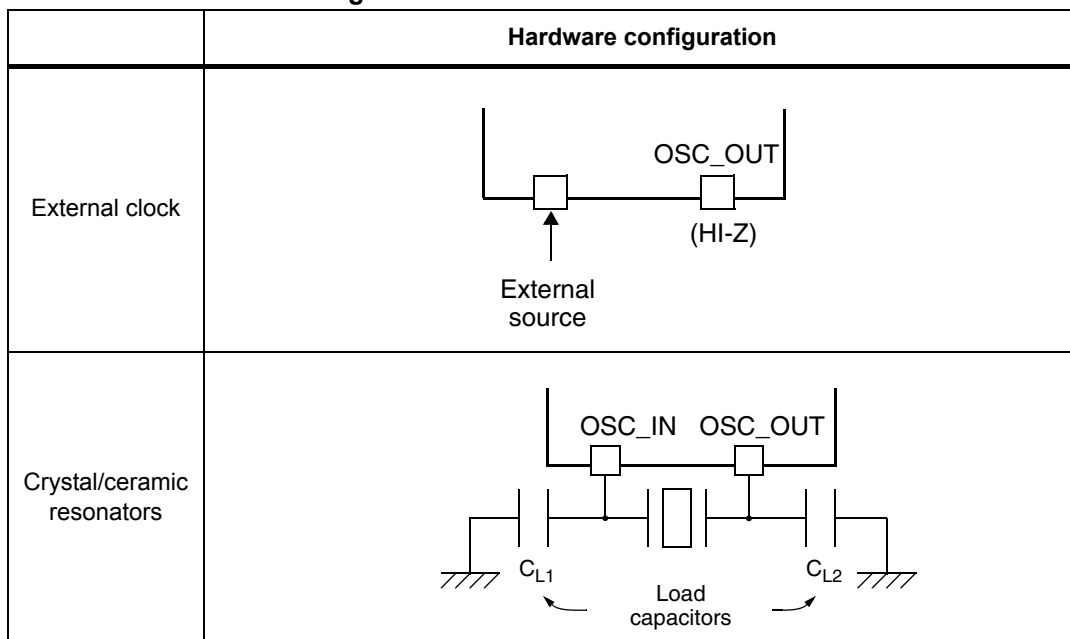 Hardware configuration
External clock
OSC_OUT
(HI-Z)
External
source
Crystal/ceramic
resonators
OSC_IN OSC_OUT
CL1
CL2
Load
capacitors